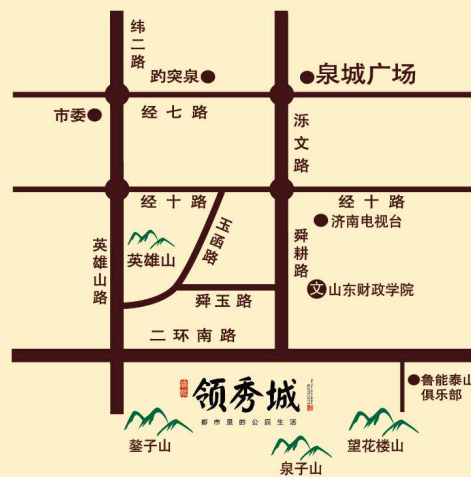 纬二路
趵突泉
泉城广场
市委
经七路
泺文路
经十路
经十路
玉函路
济南电视台
英雄山路
英雄山
舜耕路
舜玉路
文
山东财政学院
二环南路
领秀城
都市里的公园生活
鲁能泰山
俱乐部
鏊子山
泉子山
望花楼山